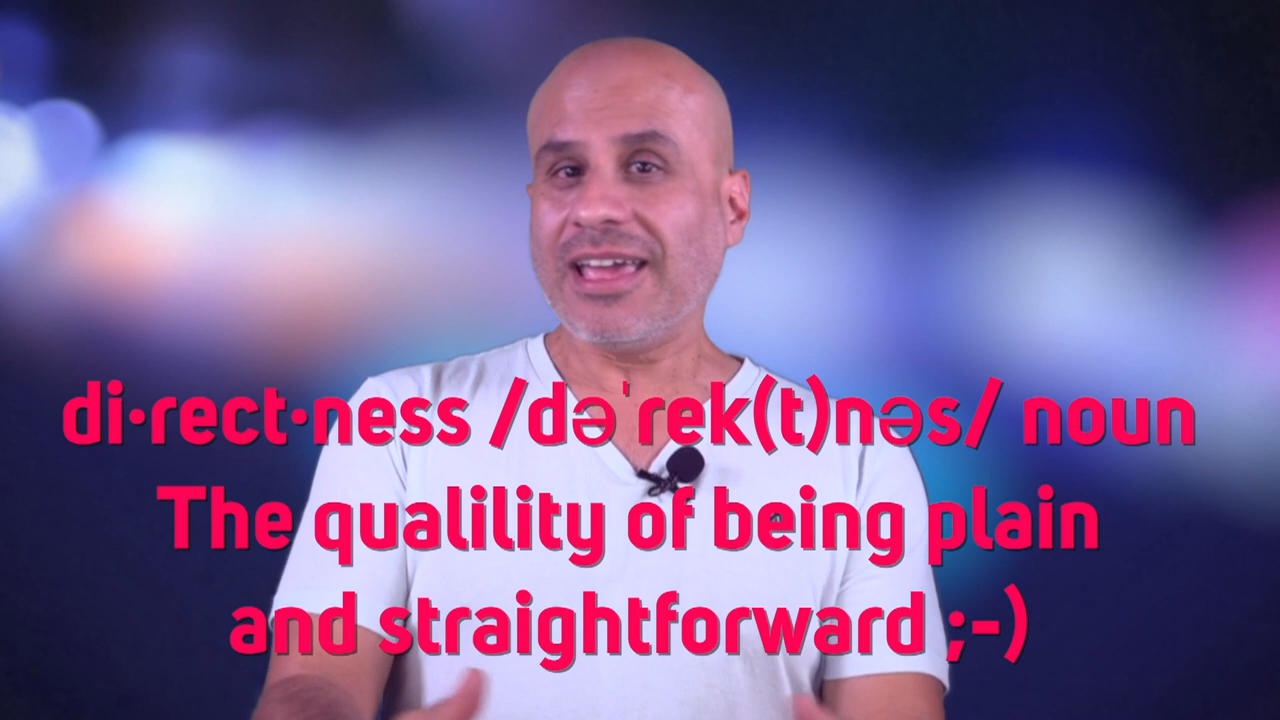 di·rect·ness /dəˈrek(t)nəs/ noun
The qualility of being plain
and straightforward ;-)